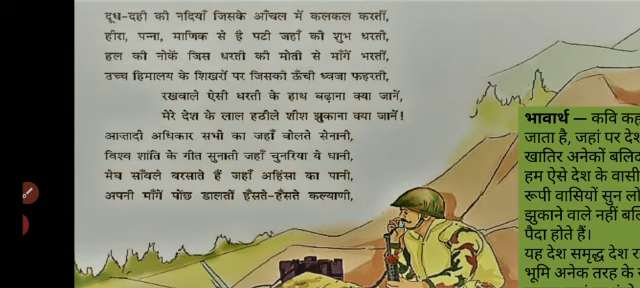 दूध-दही की नदियाँ जिसके आँचल में कलकल करतीं,
हीरा, पन्ना, माणिक से है पटी जहाँ की शुभ धरती,
हल की नोकें जिस धरती की मोती से माँगें भरतीं,
उच्च हिमालय के शिखरों पर जिसकी ऊँची ध्वजा फहरती,
रखवाले ऐसी धरती के हाथ बढ़ाना क्या जानें,
मेरे देश के लाल हठीले शीश झुकाना क्या जानें!
आज़ादी अधिकार सभी का जहाँ बोलते सेनानी,
विश्व शांति के गीत सुनाती जहाँ चुनरिया ये धानी,
मेघ साँवले बरसाते हैं जहाँ अहिंसा का पानी,
अपनी माँगें पोंछ डालतीं हँसते-हँसते कल्याणी,
भावार्थ — कवि कह
जाता है, जहां पर देश
खातिर अनेकों बलिद
हम ऐसे देश के वासी
रूपी वासियों सुन लो
झुकाने वाले नहीं बलि
पैदा होते हैं।
यह देश समृद्ध देश र
भूमि अनेक तरह के